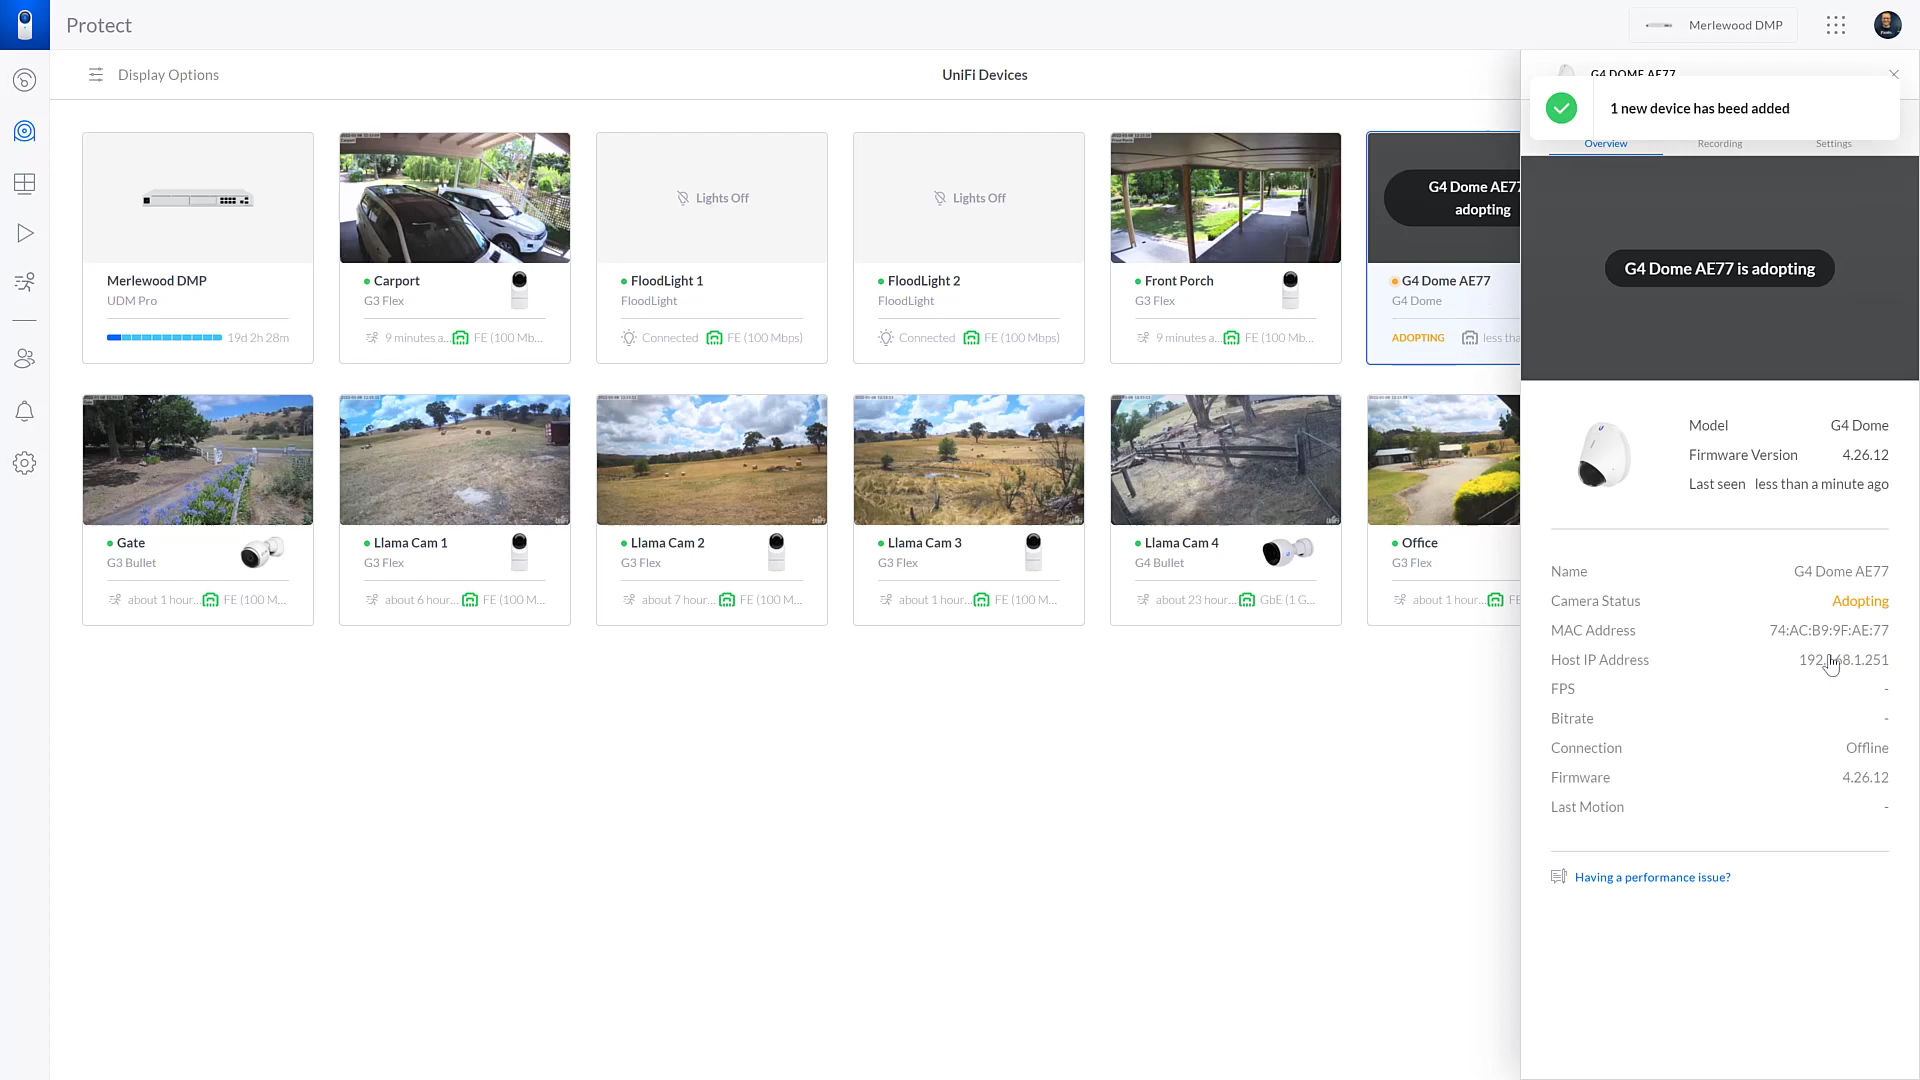 Protect
Merlewood DMP
Display Options
UniFi Devices
G4 DOME AE77
1 new device has beed added
Overview
Recording
Settings
Lights Off
Lights Off
G4 Dome AE77
adopting
G4 Dome AE77 is adopting
Merlewood DMP
UDM Pro
19d 2h 28m
Carport
G3 Flex
9 minutes a...
FE (100 Mb...
FloodLight 1
FloodLight
Connected
FE (100 Mbps)
FloodLight 2
FloodLight
Connected
FE (100 Mbps)
Front Porch
G3 Flex
9 minutes a...
FE (100 Mb...
G4 Dome AE77
G4 Dome
ADOPTING
less tha
Gate
G3 Bullet
about 1 hour...
FE (100 M...
Llama Cam 1
G3 Flex
about 6 hour...
FE (100 M...
Llama Cam 2
G3 Flex
about 7 hour...
FE (100 M...
Llama Cam 3
G3 Flex
about 1 hour...
FE (100 M...
Llama Cam 4
G4 Bullet
about 23 hour...
GbE (1 G...
Office
G3 Flex
about 1 hour...
FE
Model G4 Dome
Firmware Version 4.26.12
Last seen less than a minute ago
Name G4 Dome AE77
Camera Status Adopting
MAC Address 74:AC:B9:9F:AE:77
Host IP Address 192.168.1.251
FPS -
Bitrate -
Connection Offline
Firmware 4.26.12
Last Motion -
Having a performance issue?